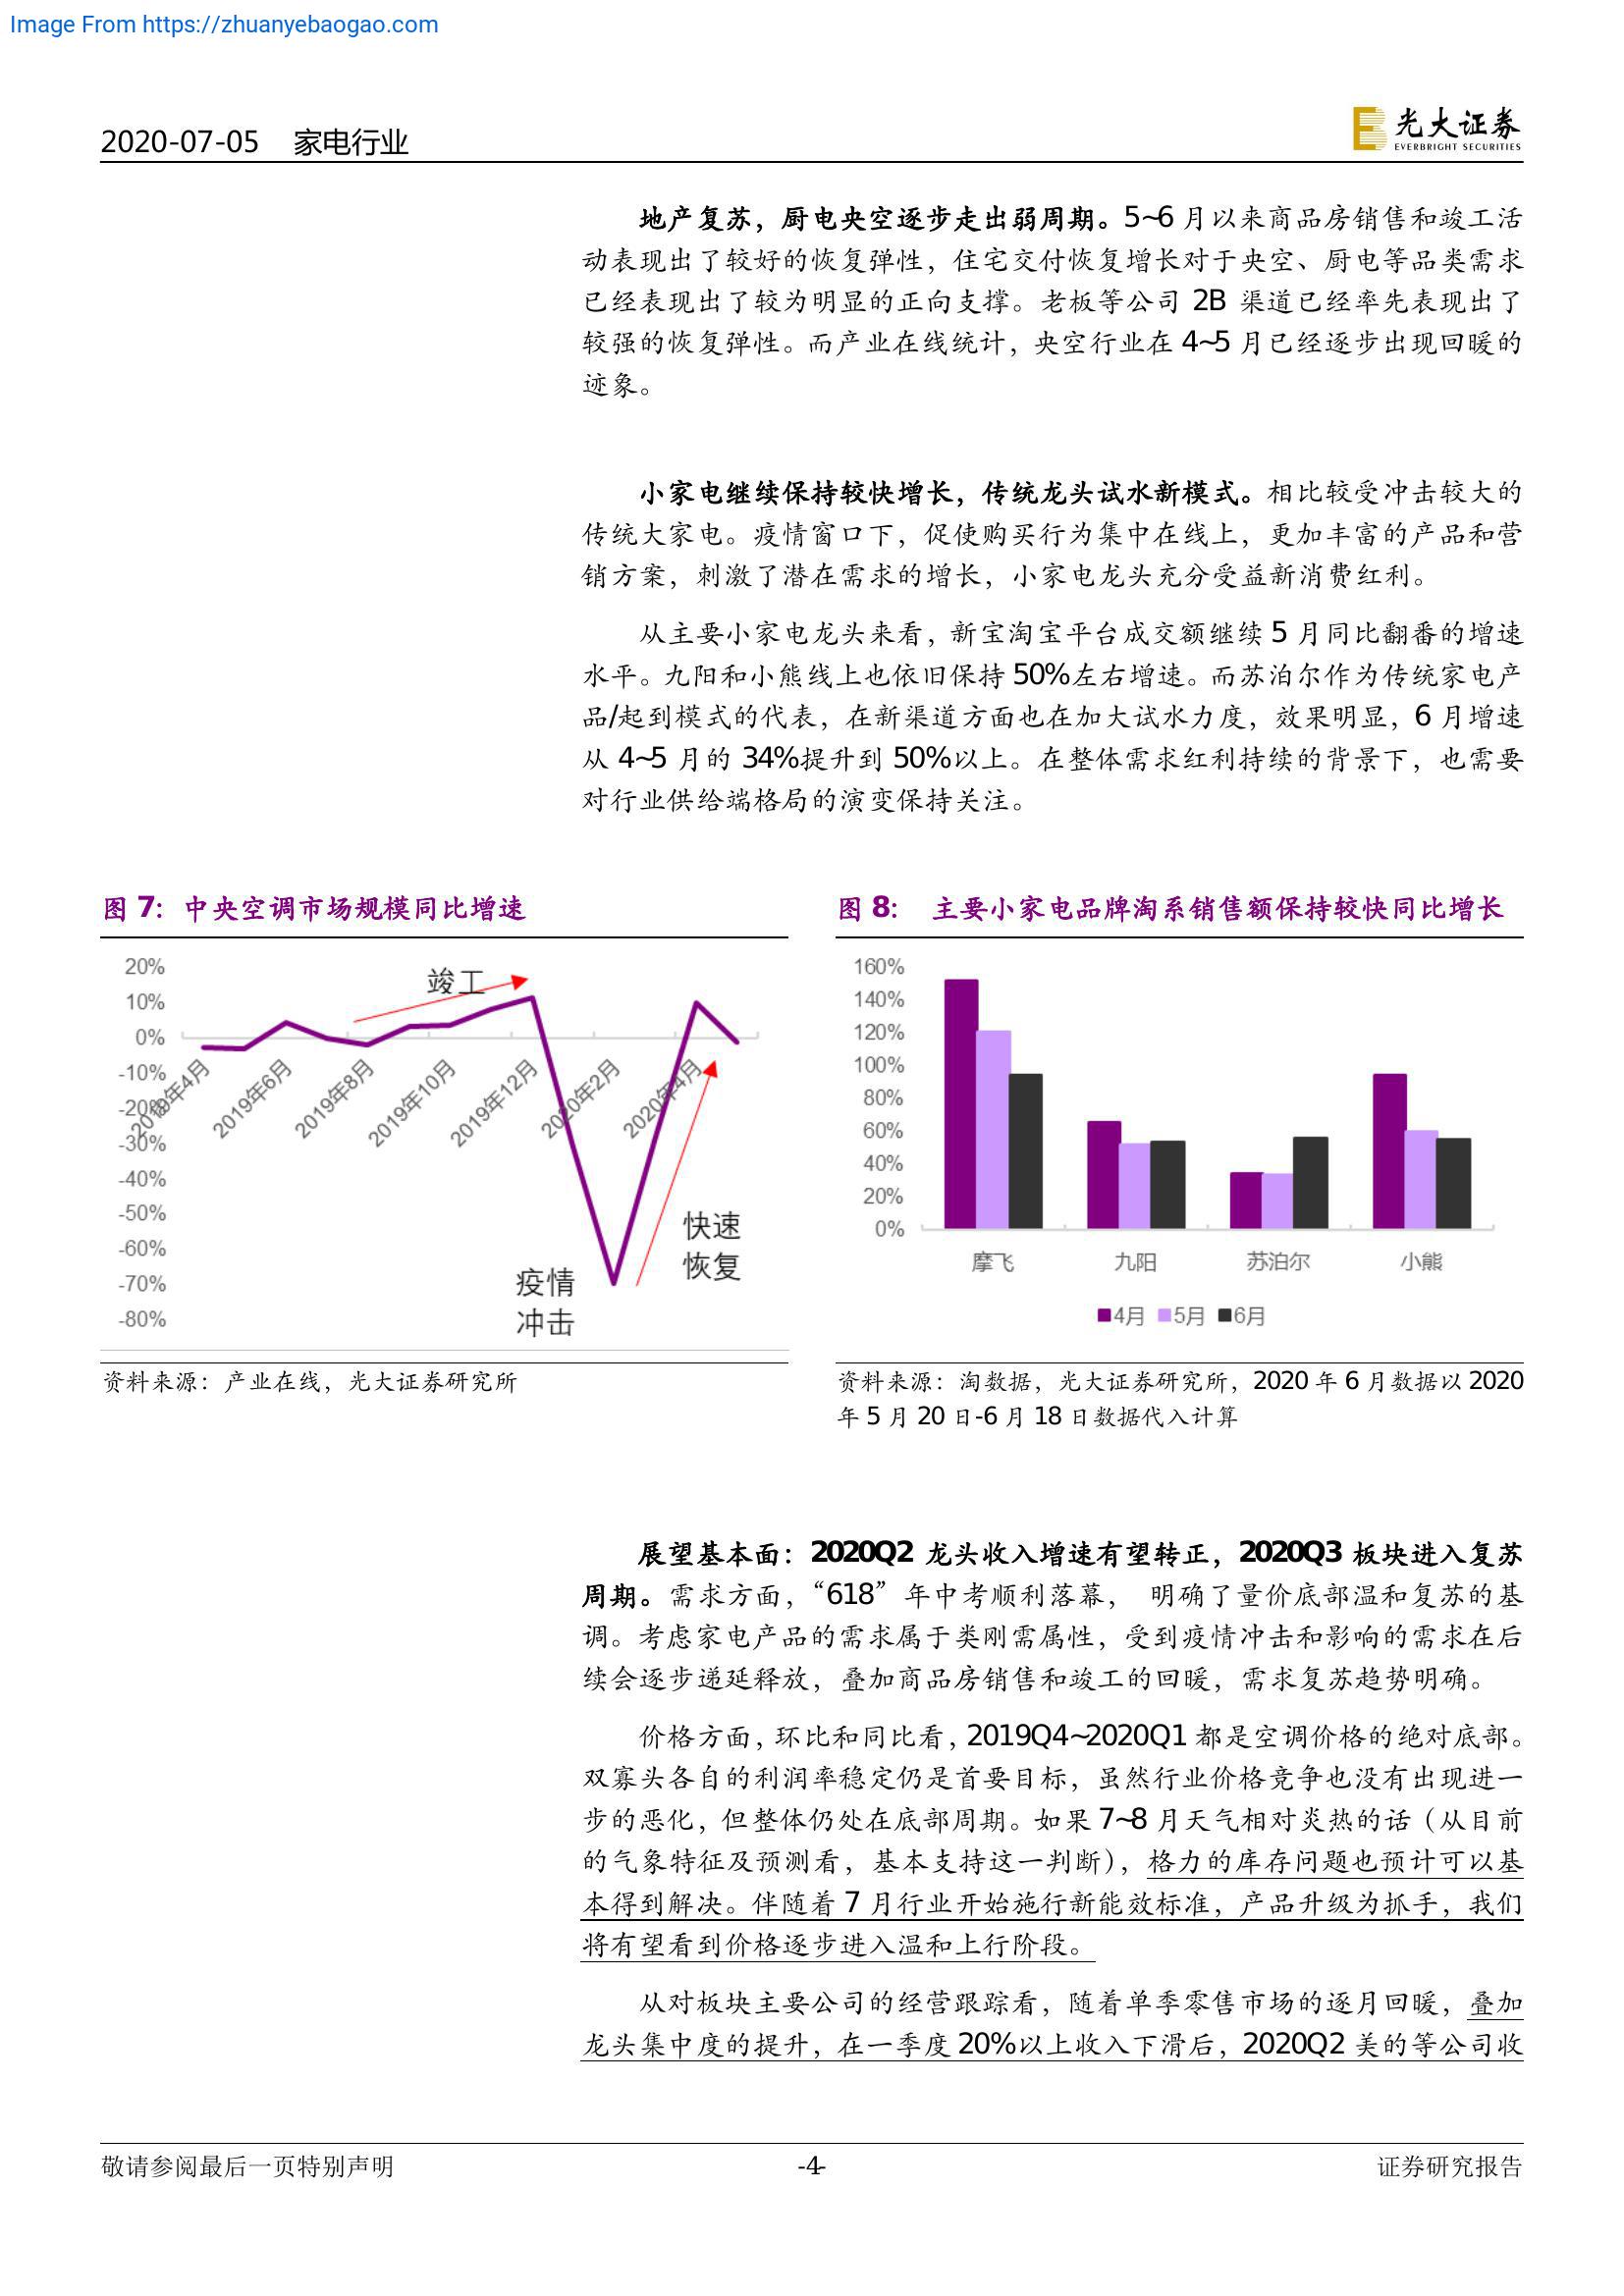 Image From https://zhuanyebaogao.com
2020-07-05 家电行业
光大证券
EVERBRIGHT SECURITIES
地产复苏，厨电央空逐步走出弱周期。5~6 月以来商品房销售和竣工活
动表现出了较好的恢复弹性，住宅交付恢复增长对于央空、厨电等品类需求
已经表现出了较为明显的正向支撑。老板等公司 2B 渠道已经率先表现出了
较强的恢复弹性。而产业在线统计，央空行业在 4~5 月已经逐步出现回暖的
迹象。
小家电继续保持较快增长，传统龙头试水新模式。相比较受冲击较大的
传统大家电。疫情窗口下，促使购买行为集中在线上，更加丰富的产品和营
销方案，刺激了潜在需求的增长，小家电龙头充分受益新消费红利。
从主要小家电龙头来看，新宝淘宝平台成交额继续 5 月同比翻番的增速
水平。九阳和小熊线上也依旧保持 50%左右增速。而苏泊尔作为传统家电产
品/起到模式的代表，在新渠道方面也在加大试水力度，效果明显，6 月增速
从 4~5 月的 34%提升到 50%以上。在整体需求红利持续的背景下，也需要
对行业供给端格局的演变保持关注。
图 7：中央空调市场规模同比增速
20%
10%
0%
-10%
-20%
-30%
-40%
-50%
-60%
-70%
-80%
2019年4月
2019年6月
2019年8月
2019年10月
2019年12月
2020年2月
2020年4月
竣工
疫情
冲击
快速
恢复
资料来源：产业在线，光大证券研究所
图 8： 主要小家电品牌淘系销售额保持较快同比增长
160%
140%
120%
100%
80%
60%
40%
20%
0%
摩飞 九阳 苏泊尔 小熊
4月 5月 6月
资料来源：淘数据，光大证券研究所，2020 年 6 月数据以 2020
年 5 月 20 日-6 月 18 日数据代入计算
展望基本面：2020Q2 龙头收入增速有望转正，2020Q3 板块进入复苏
周期。需求方面，“618”年中考顺利落幕， 明确了量价底部温和复苏的基
调。考虑家电产品的需求属于类刚需属性，受到疫情冲击和影响的需求在后
续会逐步递延释放，叠加商品房销售和竣工的回暖，需求复苏趋势明确。
价格方面，环比和同比看，2019Q4~2020Q1 都是空调价格的绝对底部。
双寡头各自的利润率稳定仍是首要目标，虽然行业价格竞争也没有出现进一
步的恶化，但整体仍处在底部周期。如果 7~8 月天气相对炎热的话（从目前
的气象特征及预测看，基本支持这一判断），格力的库存问题也预计可以基
本得到解决。伴随着 7 月行业开始施行新能效标准，产品升级为抓手，我们
将有望看到价格逐步进入温和上行阶段。
从对板块主要公司的经营跟踪看，随着单季零售市场的逐月回暖，叠加
龙头集中度的提升，在一季度 20%以上收入下滑后，2020Q2 美的等公司收
敬请参阅最后一页特别声明
-4-
证券研究报告